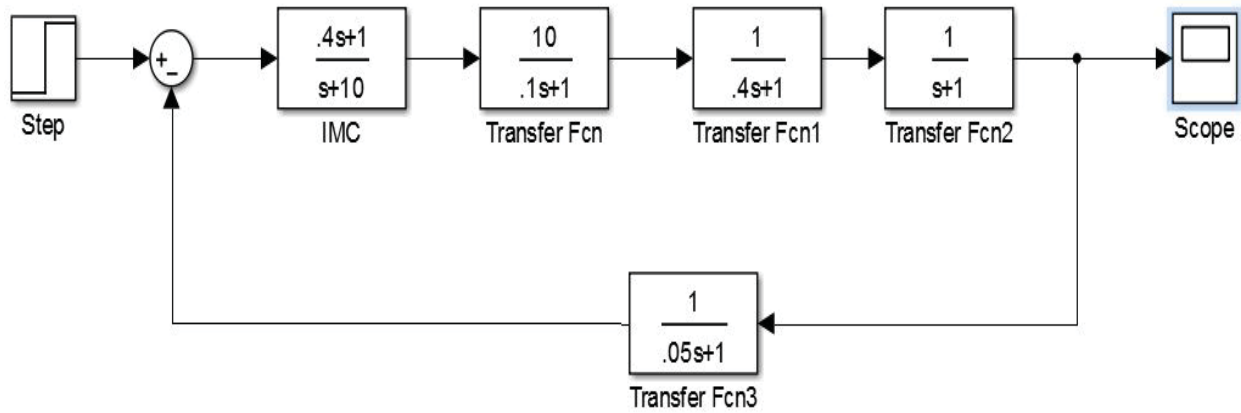 +
−
.4s+1
s+10
10
.1s+1
1
.4s+1
1
s+1
Step
IMC
Transfer Fcn
Transfer Fcn1
Transfer Fcn2
Scope
1
.05s+1
Transfer Fcn3